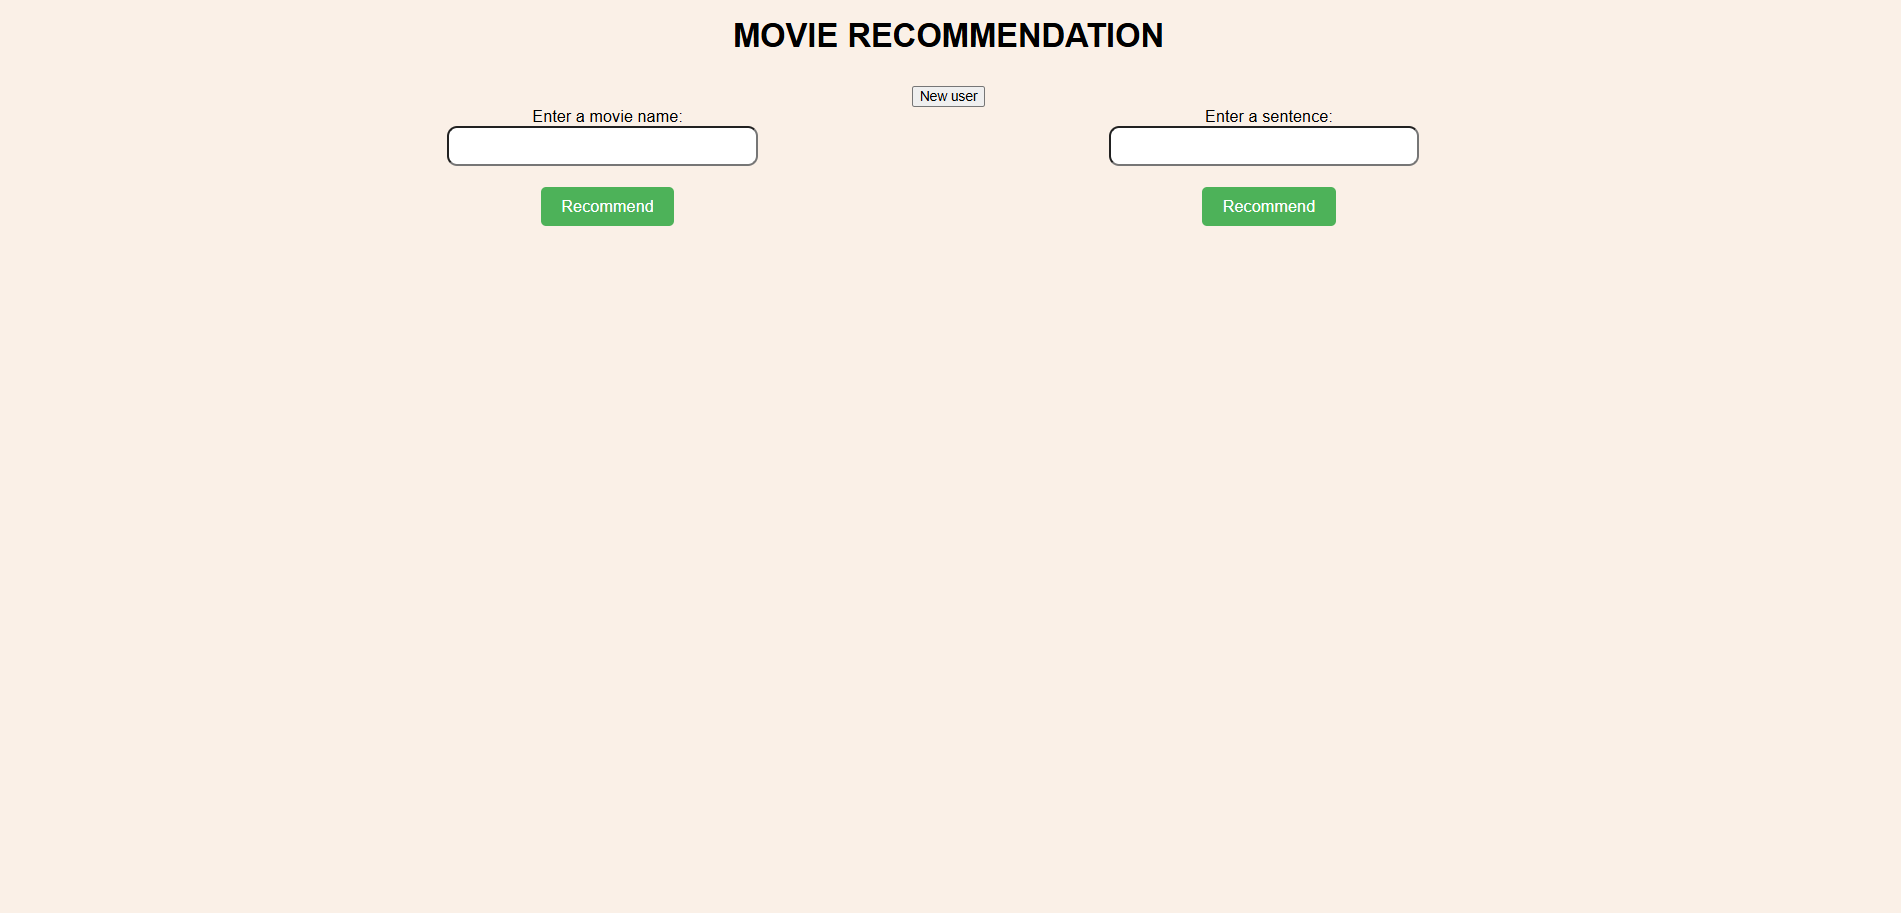 MOVIE RECOMMENDATION
New user
Enter a movie name:
Recommend
Enter a sentence:
Recommend